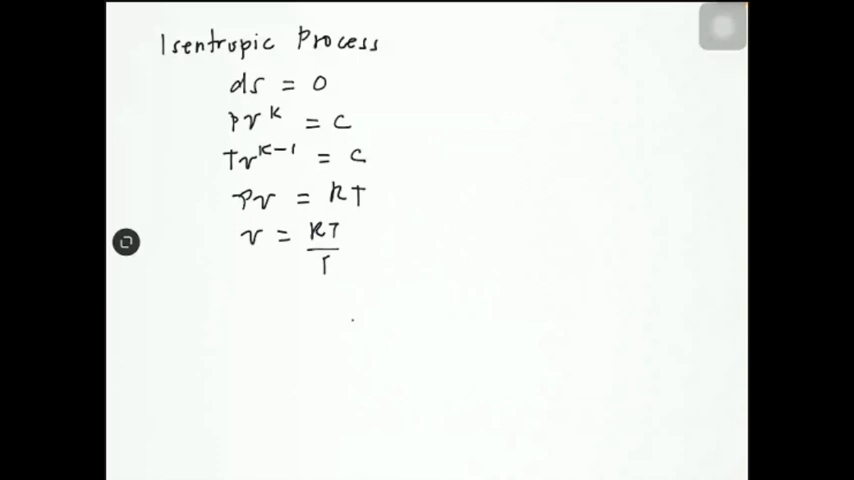 Isentropic Process
ds = 0
pv^k = c
Tv^k-1 = c
pv = RT
v = RT/P